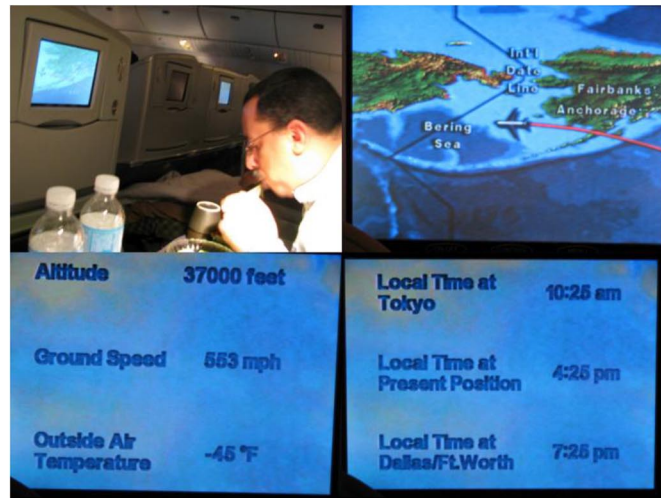 Int'l
Date
Line
Fairbanks
Anchorage
Bering
Sea
Altitude 37000 feet
Ground Speed 553 mph
Outside Air
Temperature -45 °F
Local Time at
Tokyo 10:25 am
Local Time at
Present Position 4:25 pm
Local Time at
Dallas/Ft.Worth 7:25 pm